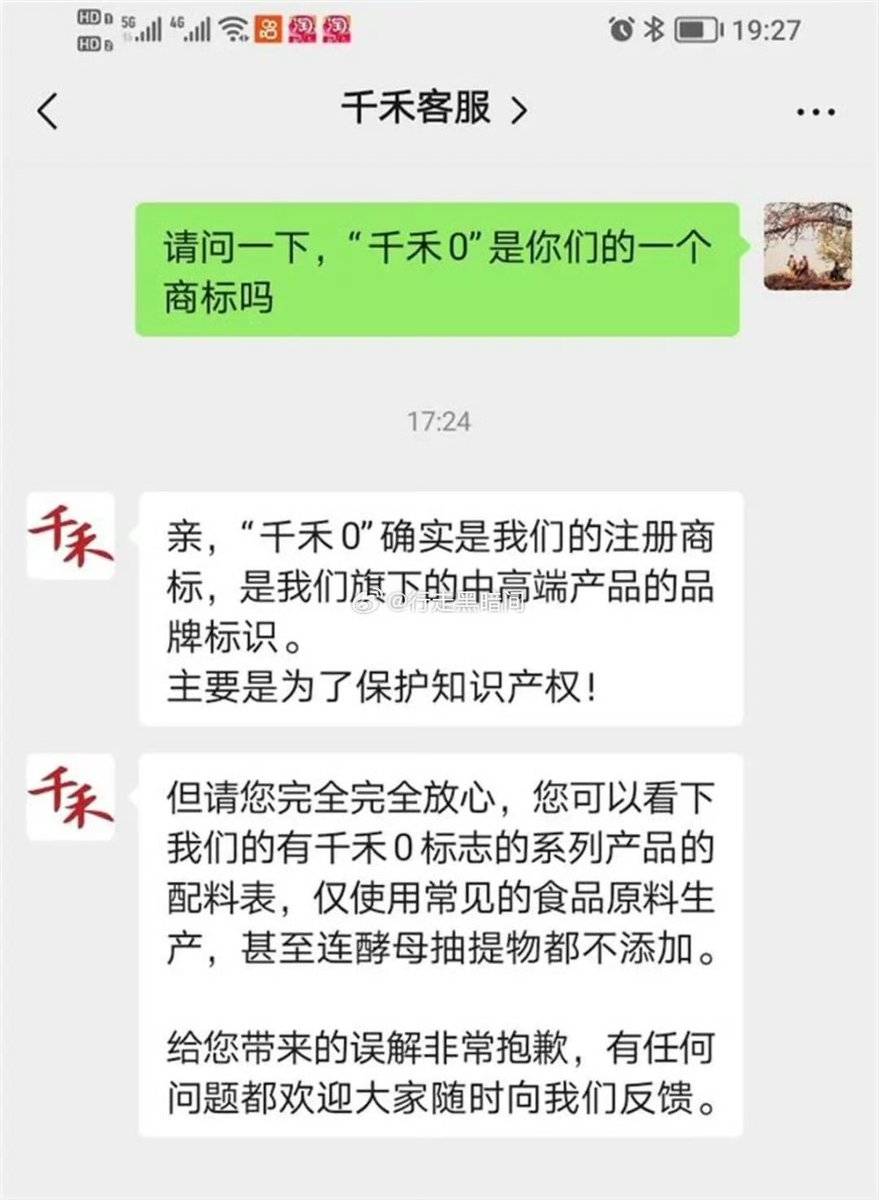 HD 1 5G 4G 19:27
HD 2
千禾客服
请问一下，“千禾0”是你们的一个
商标吗
17:24
千禾
亲，“千禾0”确实是我们的注册商
标，是我们旗下的中高端产品的品
@行走黑暗间
牌标识。
主要是为了保护知识产权！
千禾
但请您完全完全放心，您可以看下
我们的有千禾0标志的系列产品的
配料表，仅使用常见的食品原料生
产，甚至连酵母抽提物都不添加。
给您带来的误解非常抱歉，有任何
问题都欢迎大家随时向我们反馈。